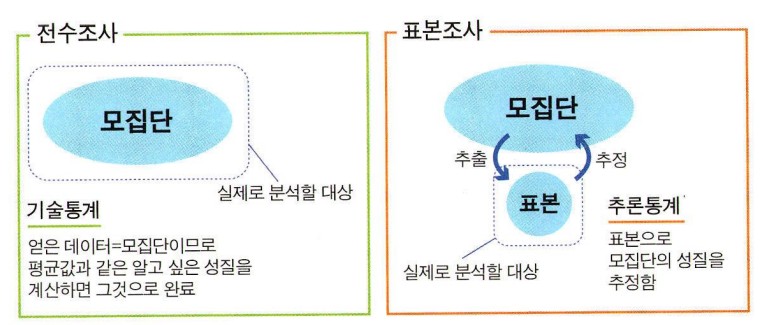 전수조사
모집단
실제로 분석할 대상
기술통계
얻은 데이터=모집단이므로
평균값과 같은 알고 싶은 성질을
계산하면 그것으로 완료
표본조사
모집단
추출
추정
표본
실제로 분석할 대상
추론통계
표본으로
모집단의 성질을
추정함